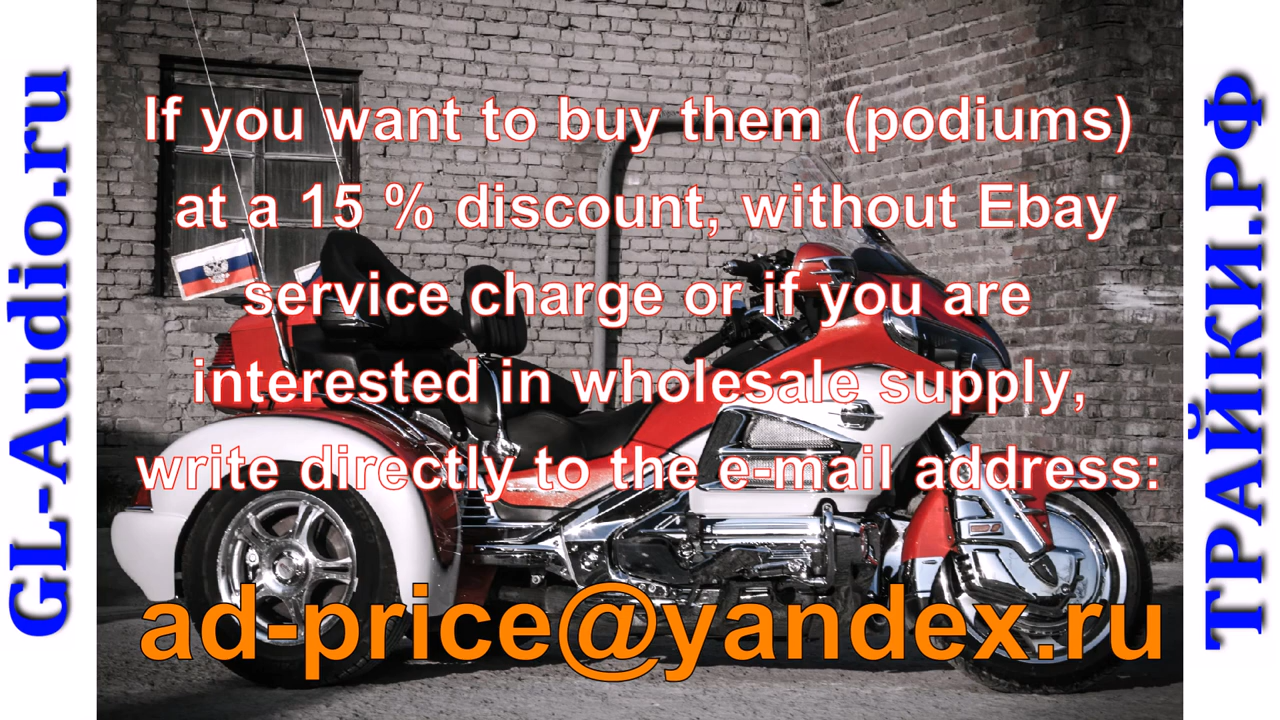 GL-Audio.ru
If you want to buy them (podiums)
at a 15 % discount, without Ebay
service charge or if you are
interested in wholesale supply,
write directly to the e-mail address:
ad-price@yandex.ru
ТРАЙКИ.РФ